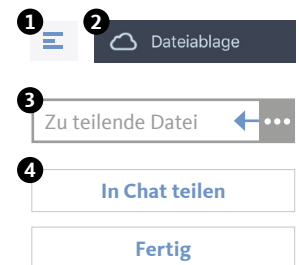 1
2
Dateiablage
3
Zu teilende Datei
4
In Chat teilen
Fertig